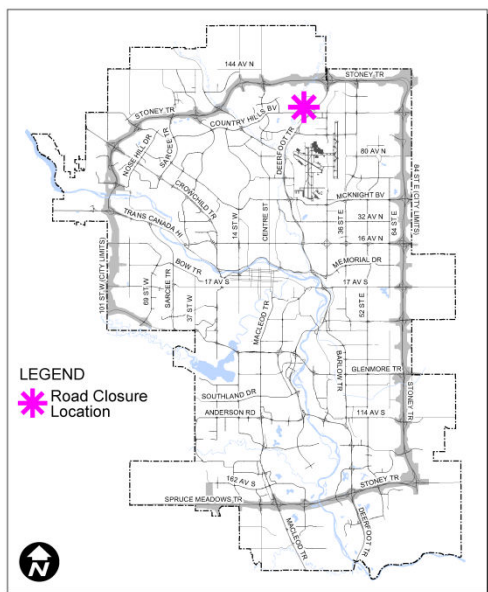 144 AV N
STONEY TR
STONEY TR
COUNTRY HILLS BV
SARCEE TR
NOSE HILL DR
DEERFOOT TR
80 AV N
CROWCHILD TR
84 ST E (CITY LIMITS)
MCKNIGHT BV
14 ST W
CENTRE ST
36 ST E
32 AV N
64 ST E
TRANS CANADA HI
16 AV N
101 ST W (CITY LIMITS)
BOW TR
MEMORIAL DR
69 ST W
SARCEE TR
17 AV S
17 AV S
37 ST W
52 ST E
MACLEOD TR
BARLOW TR
GLENMORE TR
LEGEND
Road Closure
Location
SOUTHLAND DR
STONEY TR
ANDERSON RD
114 AV S
162 AV S
STONEY TR
SPRUCE MEADOWS TR
MACLEOD TR
DEERFOOT TR
N